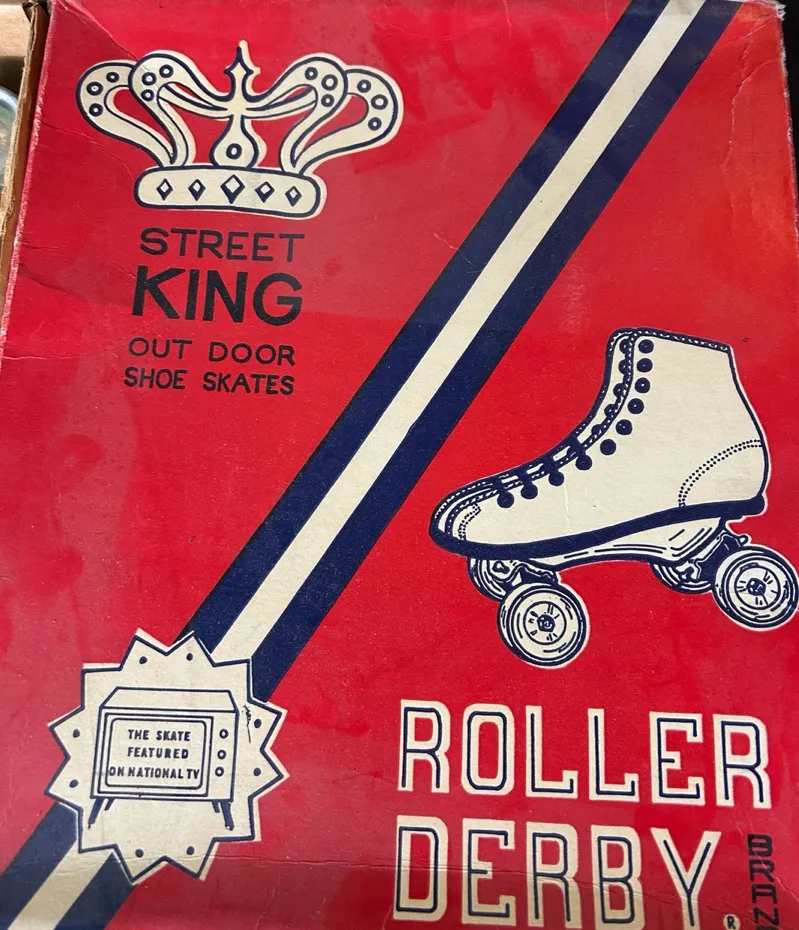 STREET
KING
OUT DOOR
SHOE SKATES
THE SKATE
FEATURED
ON NATIONAL TV
ROLLER
DERBY®